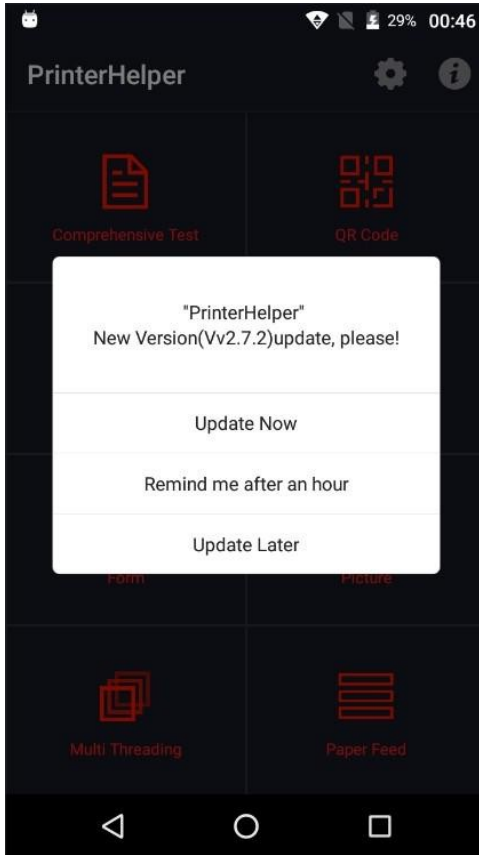 29% 00:46
PrinterHelper
Comprehensive Test QR Code
"PrinterHelper"
New Version(Vv2.7.2)update, please!
Update Now
Remind me after an hour
Update Later
Form Picture
Multi Threading Paper Feed